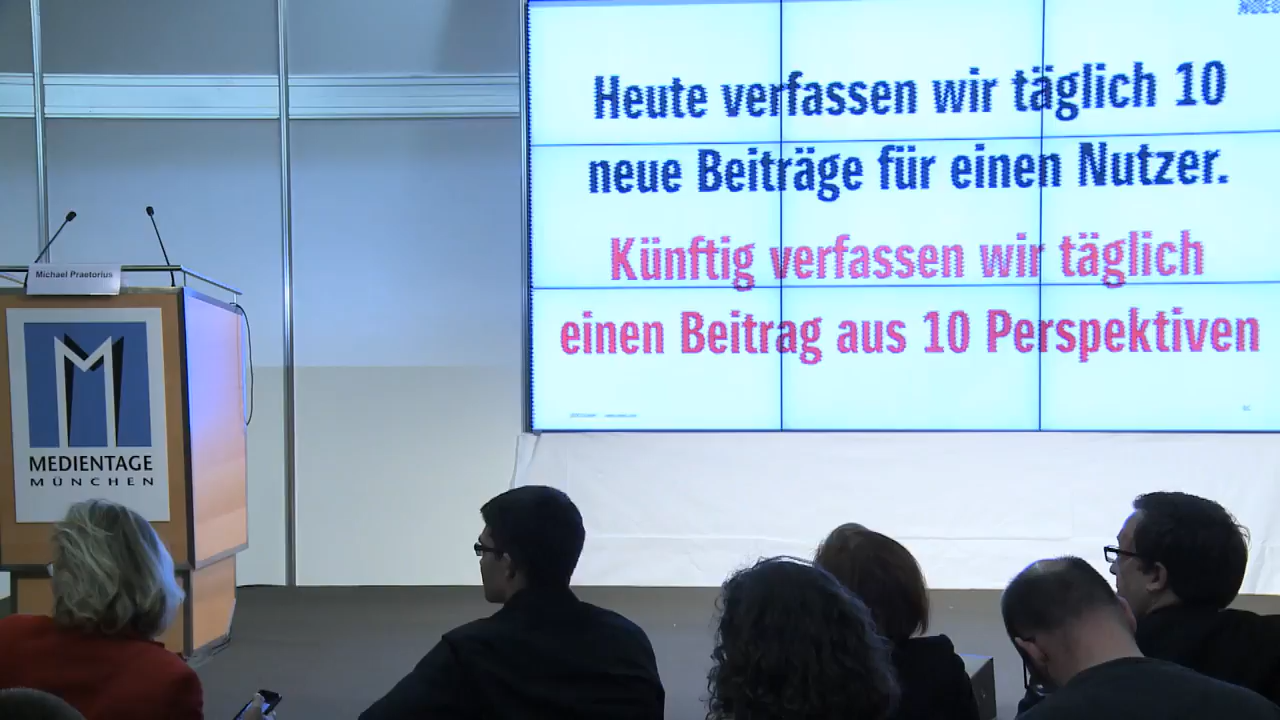 Heute verfassen wir täglich 10
neue Beiträge für einen Nutzer.
Künftig verfassen wir täglich
einen Beitrag aus 10 Perspektiven
Michael Praetorius
M
MEDIENTAGE
MÜNCHEN